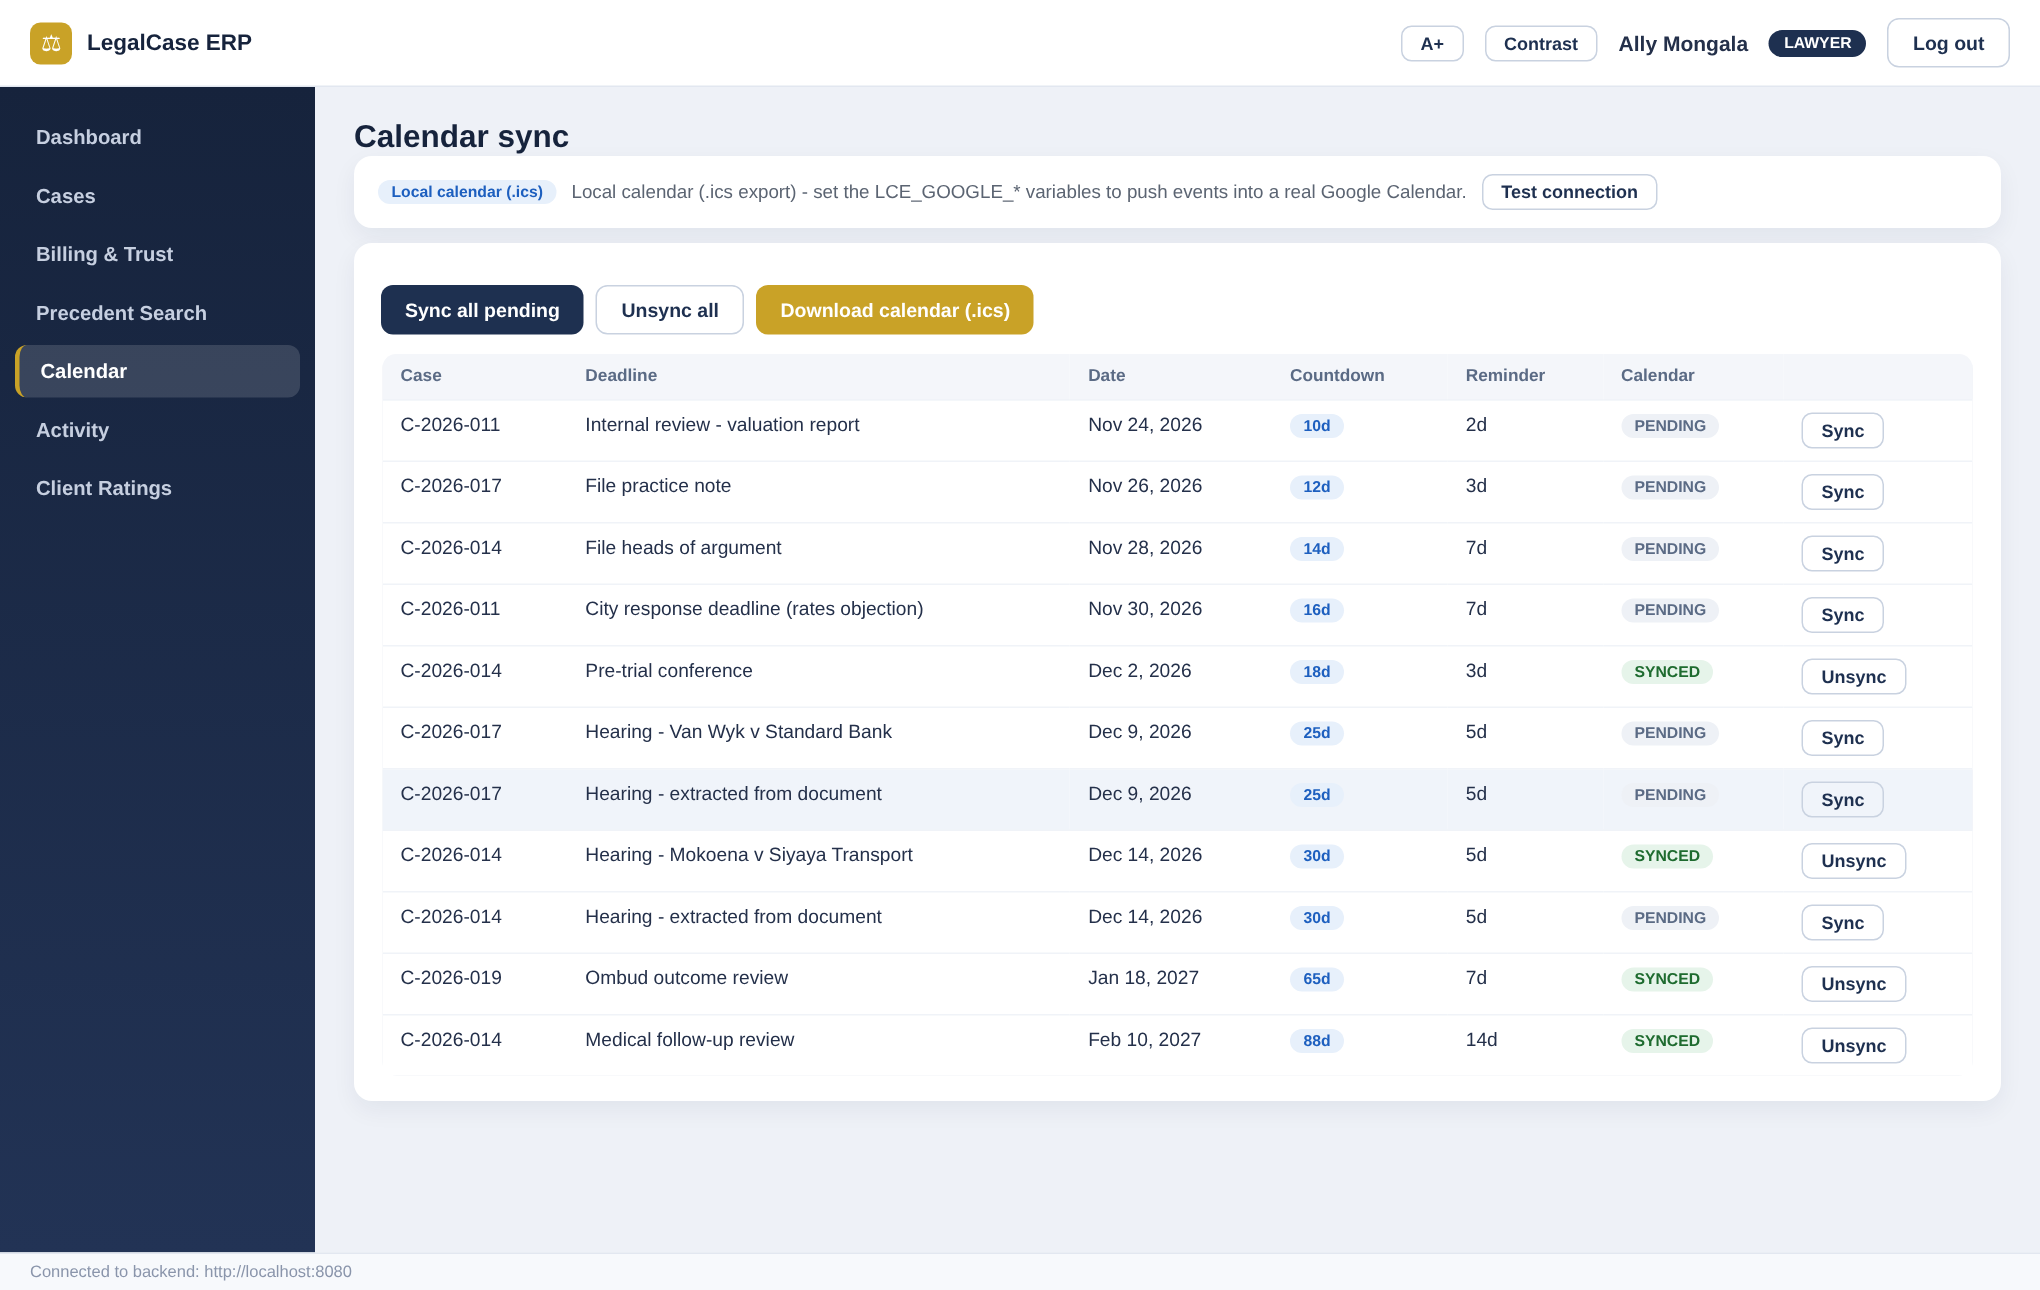 ⚖ LegalCase ERP A+ Contrast Ally Mongala LAWYER Log out
Dashboard
Cases
Billing & Trust
Precedent Search
Calendar
Activity
Client Ratings
Calendar sync
Local calendar (.ics) Local calendar (.ics export) - set the LCE_GOOGLE_* variables to push events into a real Google Calendar. Test connection
Sync all pending Unsync all Download calendar (.ics)
Case Deadline Date Countdown Reminder Calendar
C-2026-011 Internal review - valuation report Nov 24, 2026 10d 2d PENDING Sync
C-2026-017 File practice note Nov 26, 2026 12d 3d PENDING Sync
C-2026-014 File heads of argument Nov 28, 2026 14d 7d PENDING Sync
C-2026-011 City response deadline (rates objection) Nov 30, 2026 16d 7d PENDING Sync
C-2026-014 Pre-trial conference Dec 2, 2026 18d 3d SYNCED Unsync
C-2026-017 Hearing - Van Wyk v Standard Bank Dec 9, 2026 25d 5d PENDING Sync
C-2026-017 Hearing - extracted from document Dec 9, 2026 25d 5d PENDING Sync
C-2026-014 Hearing - Mokoena v Siyaya Transport Dec 14, 2026 30d 5d SYNCED Unsync
C-2026-014 Hearing - extracted from document Dec 14, 2026 30d 5d PENDING Sync
C-2026-019 Ombud outcome review Jan 18, 2027 65d 7d SYNCED Unsync
C-2026-014 Medical follow-up review Feb 10, 2027 88d 14d SYNCED Unsync
Connected to backend: http://localhost:8080